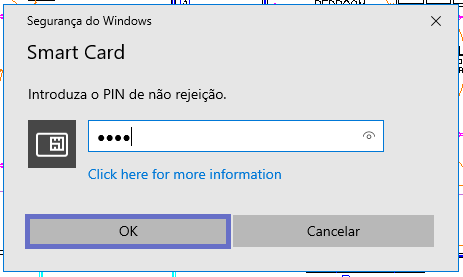 Segurança do Windows
Smart Card
Introduza o PIN de não rejeição.
••••
Click here for more information
OK
Cancelar